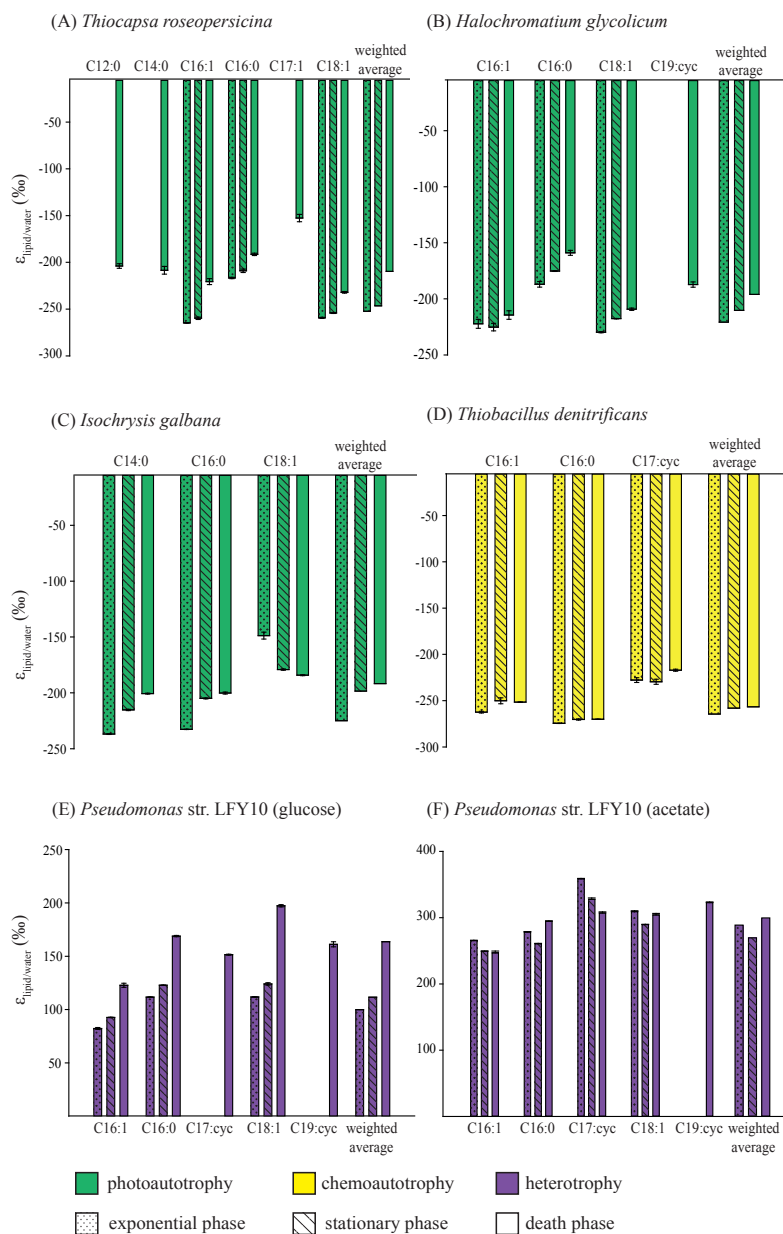 (A) Thiocapsa roseopersicina
C12:0 C14:0 C16:1 C16:0 C17:1 C18:1 weighted average
-50
-100
-150
-200
-250
-300
εlipid/water (‰)
(B) Halochromatium glycolicum
C16:1 C16:0 C18:1 C19:cyc weighted average
-50
-100
-150
-200
-250
(C) Isochrysis galbana
C14:0 C16:0 C18:1 weighted average
-50
-100
-150
-200
-250
εlipid/water (‰)
(D) Thiobacillus denitrificans
C16:1 C16:0 C17:cyc weighted average
-50
-100
-150
-200
-250
-300
(E) Pseudomonas str. LFY10 (glucose)
250
200
150
100
50
εlipid/water (‰)
C16:1 C16:0 C17:cyc C18:1 C19:cyc weighted average
(F) Pseudomonas str. LFY10 (acetate)
400
300
200
100
C16:1 C16:0 C17:cyc C18:1 C19:cyc weighted average
photoautotrophy chemoautotrophy heterotrophy
exponential phase stationary phase death phase